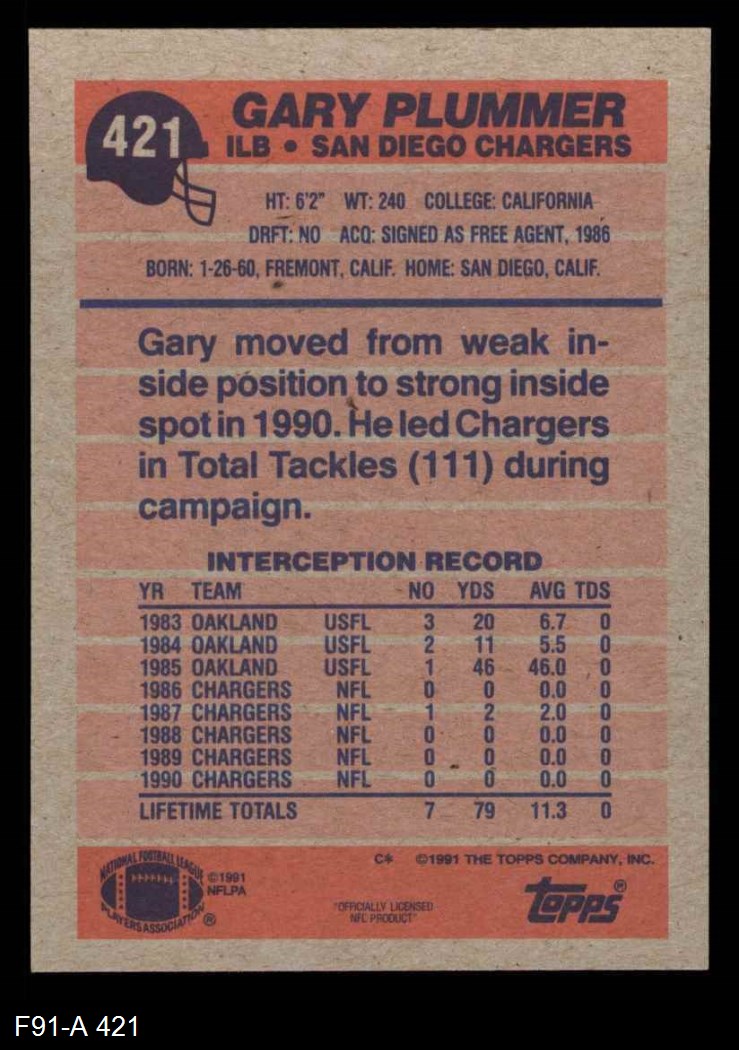 421
GARY PLUMMER
ILB • SAN DIEGO CHARGERS
HT: 6'2" WT: 240 COLLEGE: CALIFORNIA
DRFT: NO ACQ: SIGNED AS FREE AGENT, 1986
BORN: 1-26-60, FREMONT, CALIF. HOME: SAN DIEGO, CALIF.
Gary moved from weak in-
side position to strong inside
spot in 1990. He led Chargers
in Total Tackles (111) during
campaign.
INTERCEPTION RECORD
YR TEAM NO YDS AVG TDS
1983 OAKLAND USFL 3 20 6.7 0
1984 OAKLAND USFL 2 11 5.5 0
1985 OAKLAND USFL 1 46 46.0 0
1986 CHARGERS NFL 0 0 0.0 0
1987 CHARGERS NFL 1 2 2.0 0
1988 CHARGERS NFL 0 0 0.0 0
1989 CHARGERS NFL 0 0 0.0 0
1990 CHARGERS NFL 0 0 0.0 0
LIFETIME TOTALS 7 79 11.3 0
C* ©1991 THE TOPPS COMPANY, INC.
NATIONAL FOOTBALL LEAGUE
PLAYERS ASSOCIATION ®
©1991
NFLPA
"OFFICIALLY LICENSED
NFL PRODUCT"
Topps®
F91-A 421